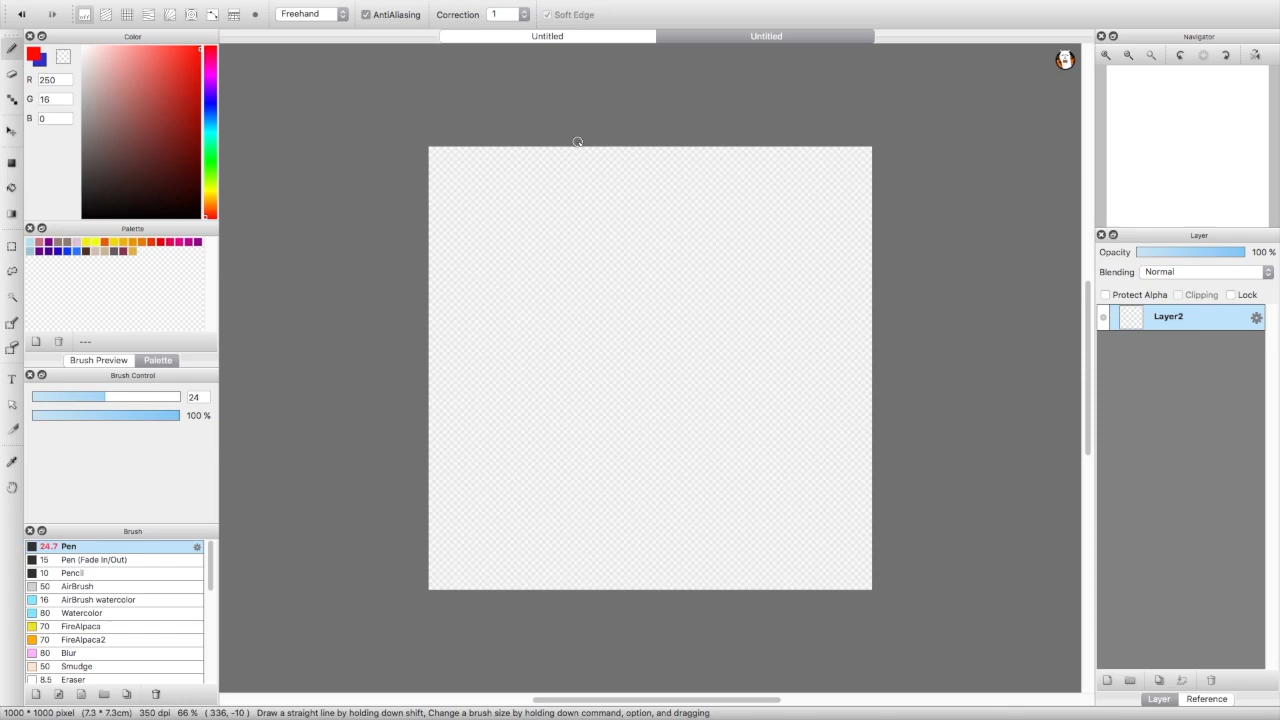 off
Freehand
AntiAliasing
Correction
1
Soft Edge
Color
Untitled
Untitled
Navigator
R 250
G 16
B 0
Palette
Layer
Opacity 100 %
Blending Normal
Protect Alpha Clipping Lock
Layer2
---
Brush Preview Palette
Brush Control
24
100 %
Brush
24.7 Pen
15 Pen (Fade In/Out)
10 Pencil
50 AirBrush
16 AirBrush watercolor
80 Watercolor
70 FireAlpaca
70 FireAlpaca2
80 Blur
50 Smudge
8.5 Eraser
T
Layer Reference
1000 * 1000 pixel (7.3 * 7.3cm) 350 dpi 66 % ( 336, -10 ) Draw a straight line by holding down shift, Change a brush size by holding down command, option, and dragging